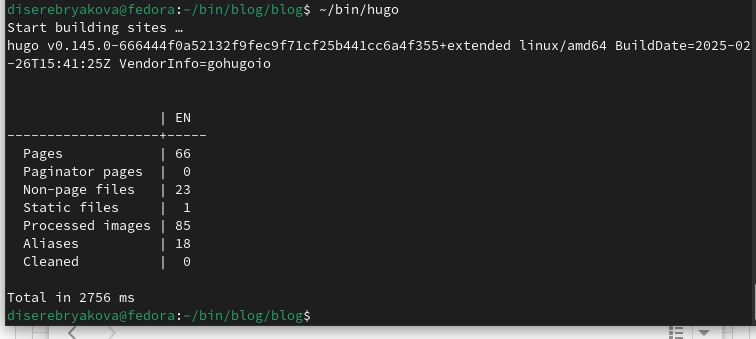 diserebryakova@fedora:~/bin/blog/blog$ ~/bin/hugo
Start building sites …
hugo v0.145.0-666444f0a52132f9fec9f71cf25b441cc6a4f355+extended linux/amd64 BuildDate=2025-02
-26T15:41:25Z VendorInfo=gohugoio
| EN
-------------------+-----
Pages | 66
Paginator pages | 0
Non-page files | 23
Static files | 1
Processed images | 85
Aliases | 18
Cleaned | 0
Total in 2756 ms
diserebryakova@fedora:~/bin/blog/blog$